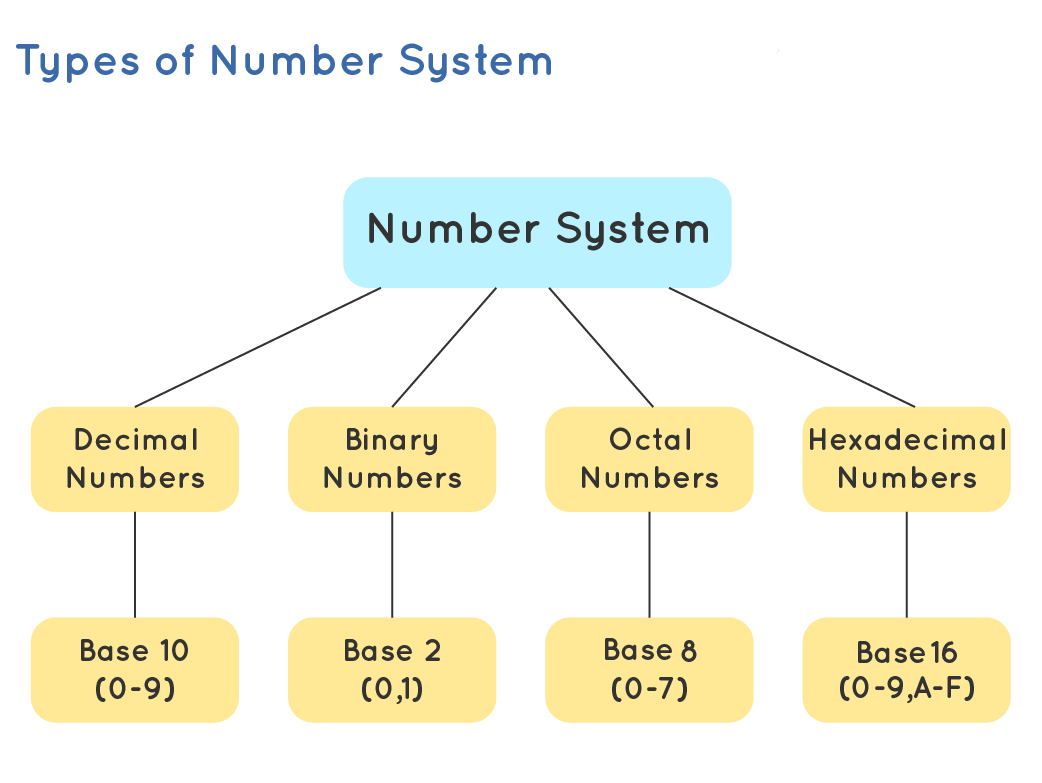 Types of Number System
Number System
Decimal
Numbers
Binary
Numbers
Octal
Numbers
Hexadecimal
Numbers
Base 10
(0-9)
Base 2
(0,1)
Base 8
(0-7)
Base 16
(0-9,A-F)